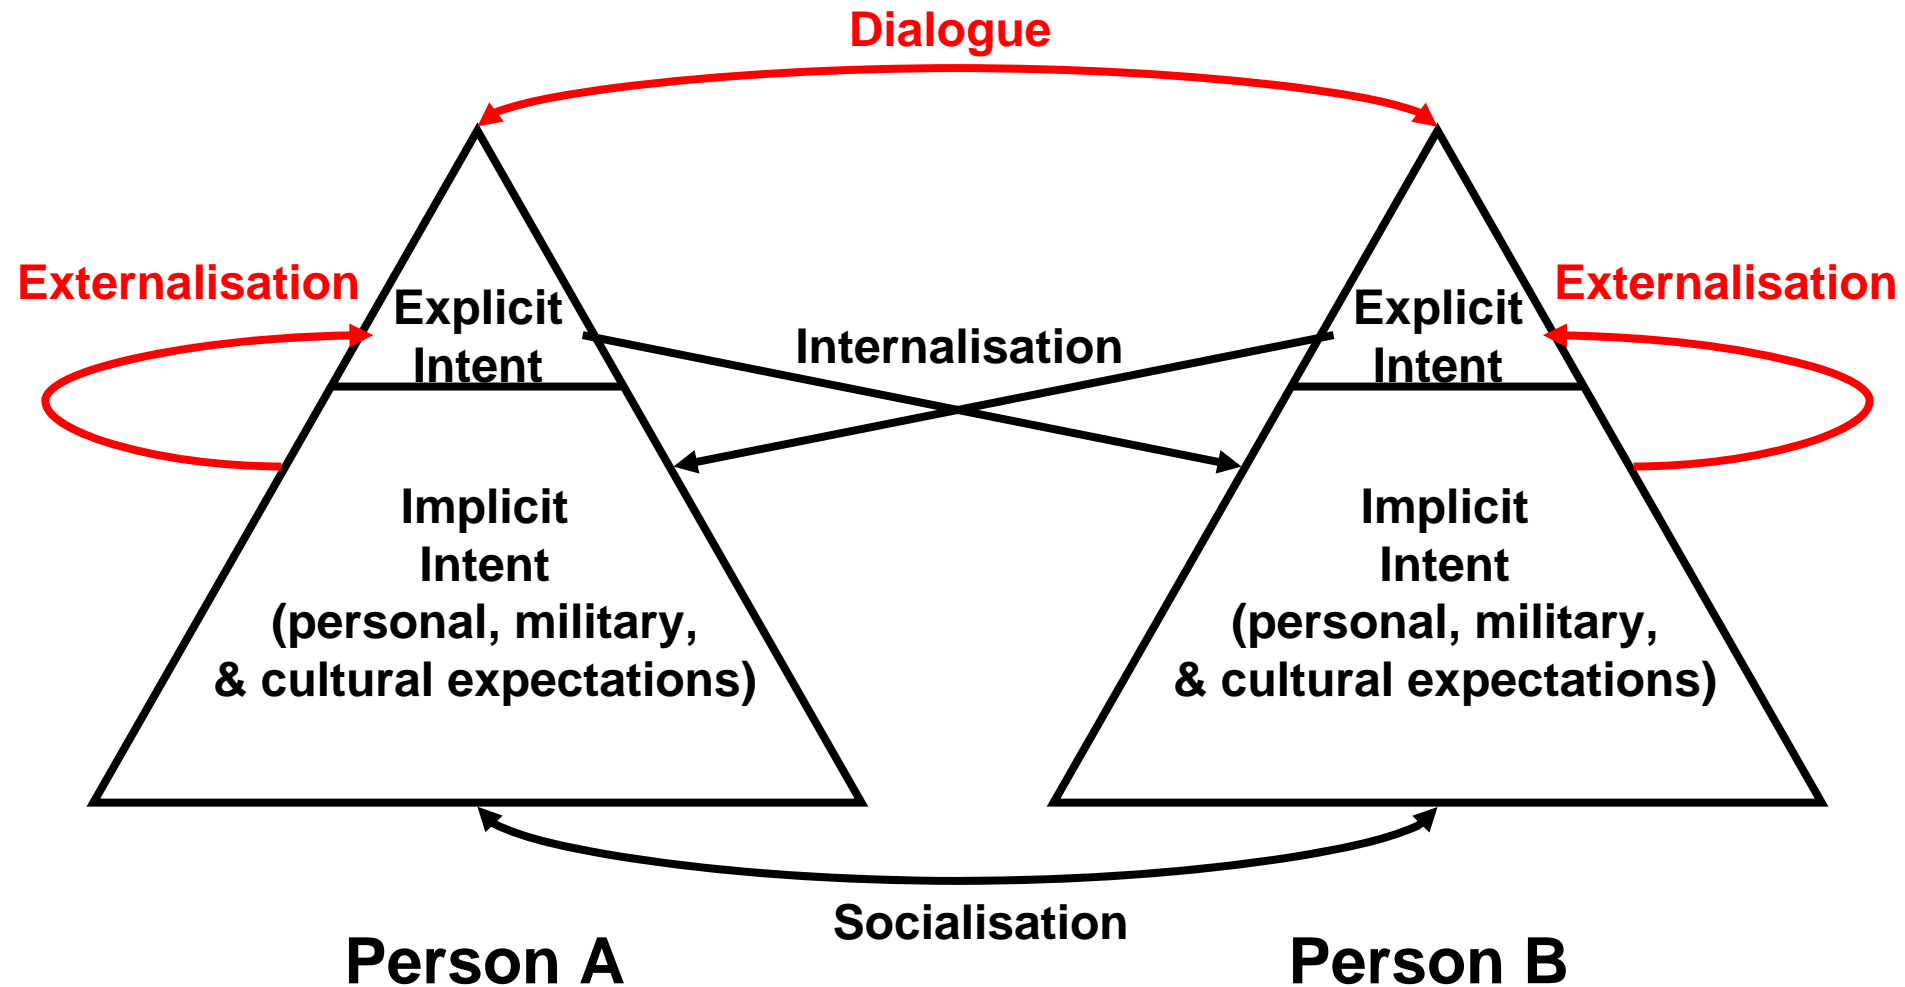 Dialogue
Externalisation
Explicit
Intent
Internalisation
Explicit
Intent
Externalisation
Implicit
Intent
(personal, military,
& cultural expectations)
Implicit
Intent
(personal, military,
& cultural expectations)
Socialisation
Person A
Person B